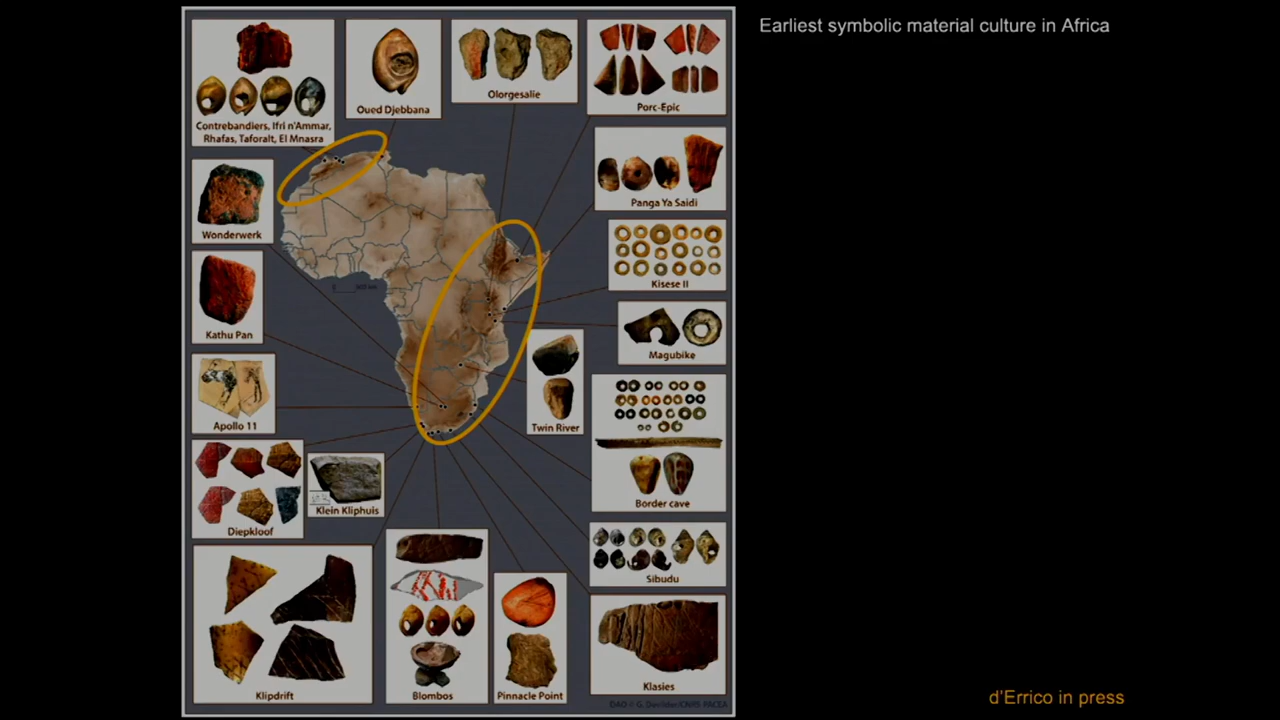 Earliest symbolic material culture in Africa
Contrebandiers, Ifri n'Ammar,
Rhafas, Taforalt, El Mnasra
Oued Djebbana
Olorgesalie
Porc-Epic
Panga Ya Saidi
Wonderwerk
Kisese II
Kathu Pan
Magubike
Apollo 11
Twin River
Border cave
Diepkloof
Klein Kliphuis
Sibudu
Klipdrift
Blombos
Pinnacle Point
Klasies
d'Errico in press